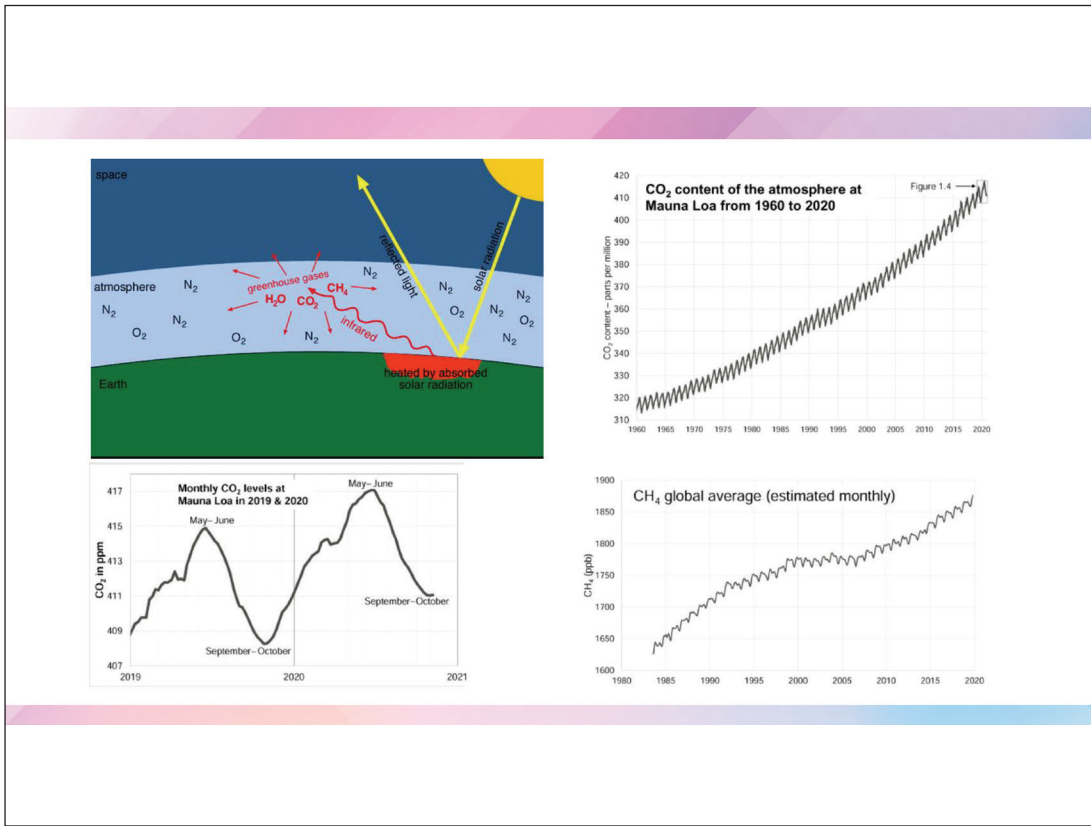 space
atmosphere
N₂
N₂
N₂
O₂
O₂
N₂
N₂
greenhouse gases
H₂O
CO₂
CH₄
infrared
reflected light
solar radiation
N₂
O₂
N₂
N₂
O₂
N₂
Earth
heated by absorbed
solar radiation
CO₂ content of the atmosphere at
Mauna Loa from 1960 to 2020
Figure 1.4
CO₂ content – parts per million
420
410
400
390
380
370
360
350
340
330
320
310
1960 1965 1970 1975 1980 1985 1990 1995 2000 2005 2010 2015 2020
Monthly CO₂ levels at
Mauna Loa in 2019 & 2020
May–June
May–June
September–October
September–October
CO₂ in ppm
417
415
413
411
409
407
2019 2020 2021
CH₄ global average (estimated monthly)
CH₄ (ppb)
1900
1850
1800
1750
1700
1650
1600
1980 1985 1990 1995 2000 2005 2010 2015 2020